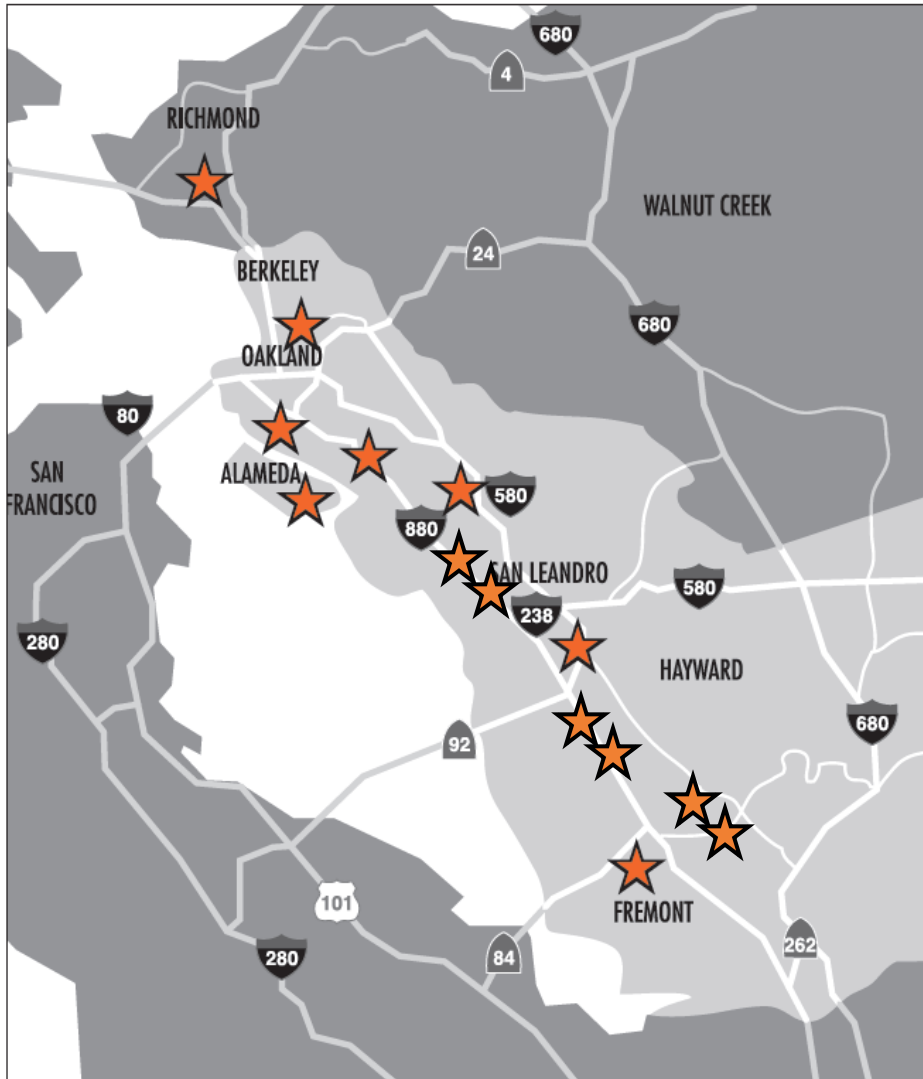 680
4
RICHMOND
WALNUT CREEK
24
BERKELEY
680
OAKLAND
80
SAN
FRANCISCO
ALAMEDA
580
880
SAN LEANDRO
580
238
280
HAYWARD
680
92
101
FREMONT
262
84
280